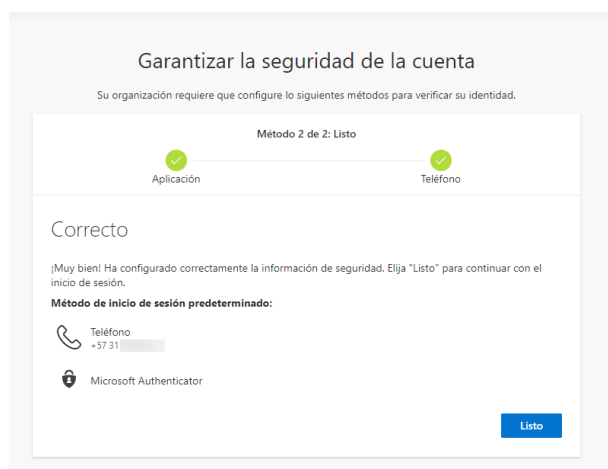 Garantizar la seguridad de la cuenta
Su organización requiere que configure lo siguientes métodos para verificar su identidad.
Método 2 de 2: Listo
Aplicación
Teléfono
Correcto
¡Muy bien! Ha configurado correctamente la información de seguridad. Elija "Listo" para continuar con el
inicio de sesión.
Método de inicio de sesión predeterminado:
Teléfono
+57 31
Microsoft Authenticator
Listo